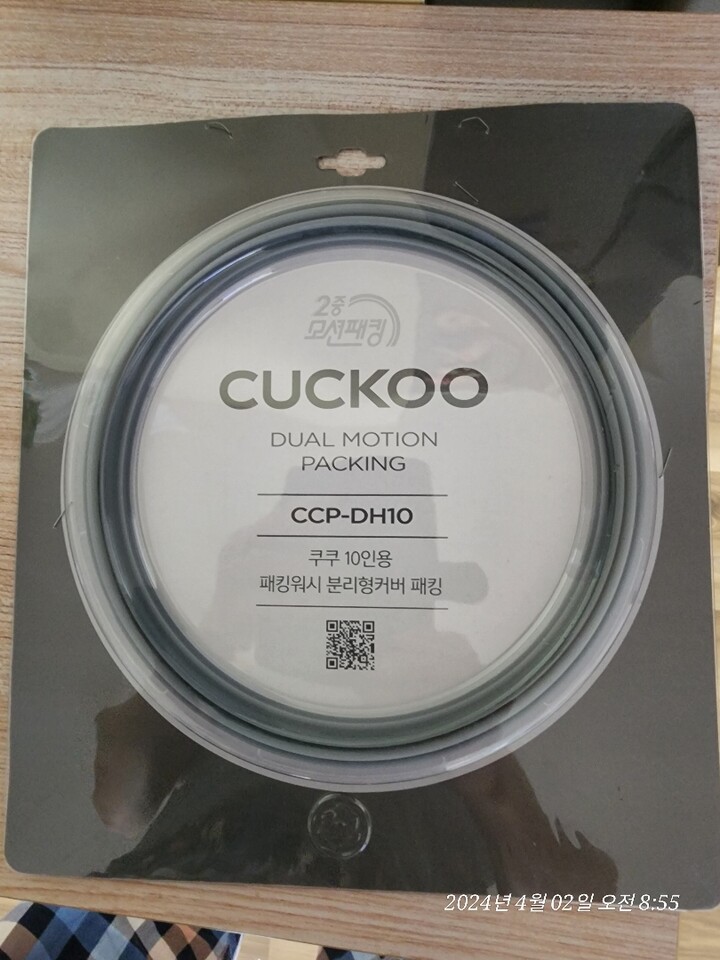 2중
모션패킹
CUCKOO
DUAL MOTION
PACKING
CCP-DH10
쿠쿠 10인용
패킹워시 분리형커버 패킹
2024년 4월 02일 오전 8:55